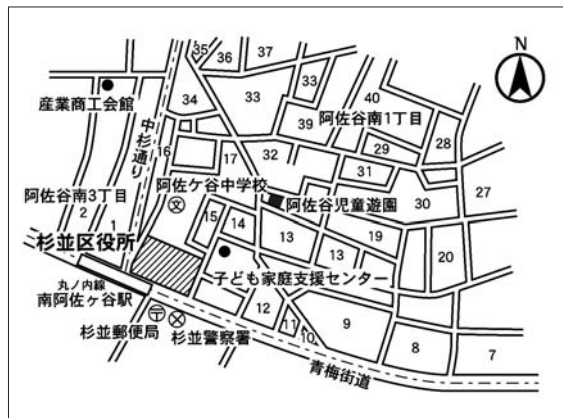 N
35
36
37
33
33
40
産業商工会館
34
39
阿佐谷南1丁目
中杉通り
16
17
32
29
28
31
阿佐ケ谷中学校
27
阿佐谷南3丁目
文
阿佐谷児童遊園
30
2
1
15
14
13
13
19
杉並区役所
20
子ども家庭支援センター
丸ノ内線
南阿佐ヶ谷駅
12
11
10
9
8
7
杉並郵便局
杉並警察署
青梅街道